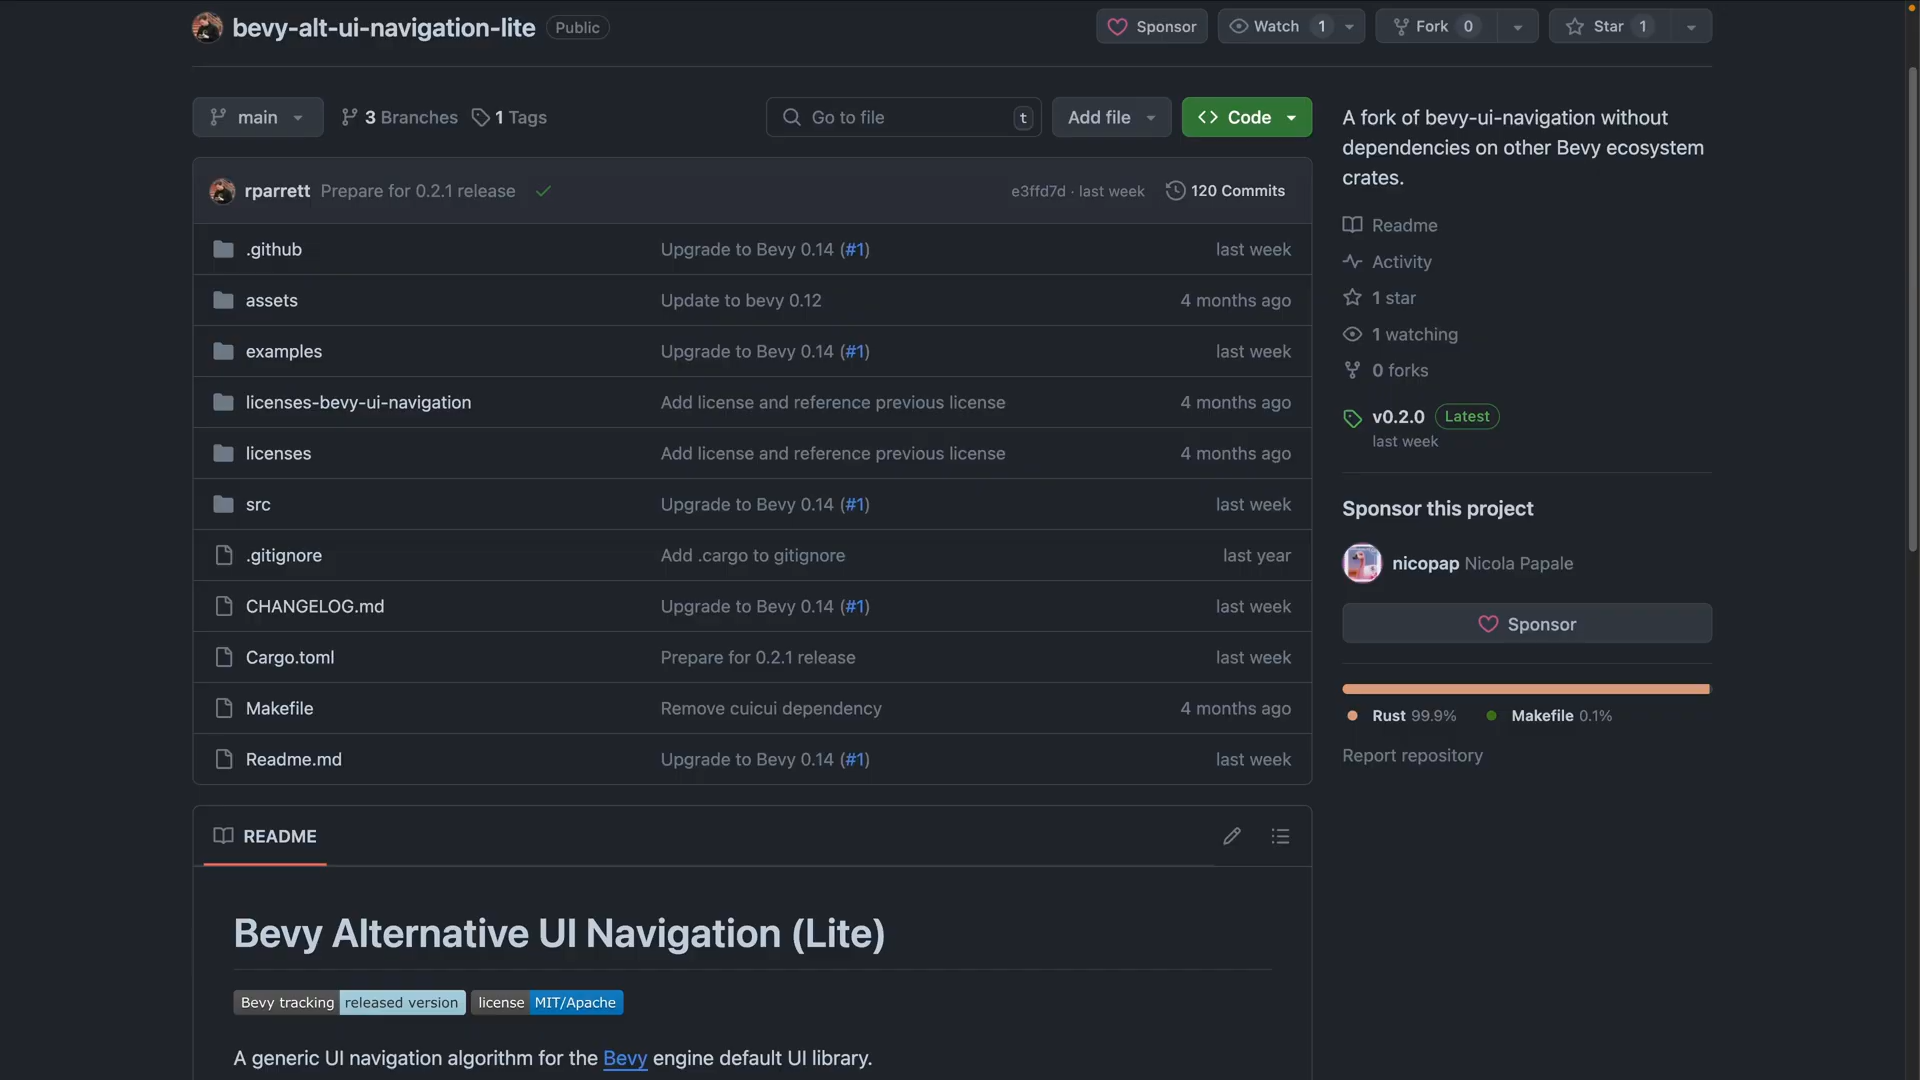 bevy-alt-ui-navigation-lite Public
Sponsor Watch 1 Fork 0 Star 1
main 3 Branches 1 Tags Go to file t Add file Code
rparrett Prepare for 0.2.1 release e3ffd7d · last week 120 Commits
.github Upgrade to Bevy 0.14 (#1) last week
assets Update to bevy 0.12 4 months ago
examples Upgrade to Bevy 0.14 (#1) last week
licenses-bevy-ui-navigation Add license and reference previous license 4 months ago
licenses Add license and reference previous license 4 months ago
src Upgrade to Bevy 0.14 (#1) last week
.gitignore Add .cargo to gitignore last year
CHANGELOG.md Upgrade to Bevy 0.14 (#1) last week
Cargo.toml Prepare for 0.2.1 release last week
Makefile Remove cuicui dependency 4 months ago
Readme.md Upgrade to Bevy 0.14 (#1) last week
README
Bevy Alternative UI Navigation (Lite)
Bevy tracking released version license MIT/Apache
A generic UI navigation algorithm for the Bevy engine default UI library.
A fork of bevy-ui-navigation without
dependencies on other Bevy ecosystem
crates.
Readme
Activity
1 star
1 watching
0 forks
v0.2.0 Latest
last week
Sponsor this project
nicopap Nicola Papale
Sponsor
Rust 99.9% Makefile 0.1%
Report repository